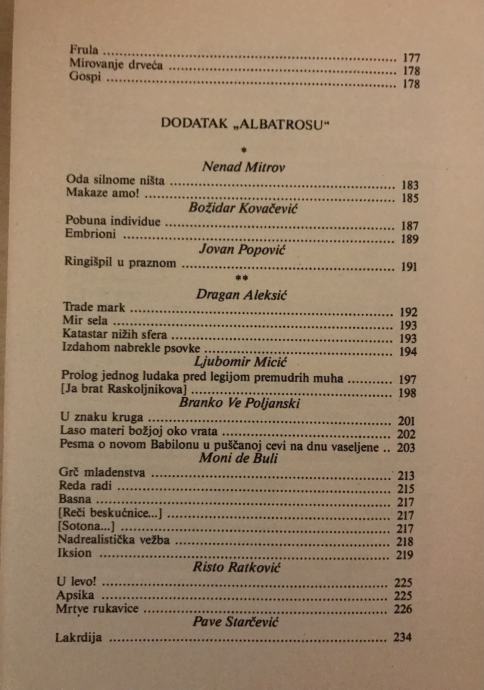 Frula ........ 177
Mirovanje drveća ........ 178
Gospi ........ 178
DODATAK „ALBATROSU“
*
Nenad Mitrov
Oda silnome ništa ........ 183
Makaze amo! ........ 185
Božidar Kovačević
Pobuna individue ........ 187
Embrioni ........ 189
Jovan Popović
Ringišpil u praznom ........ 191
**
Dragan Aleksić
Trade mark ........ 192
Mir sela ........ 193
Katastar nižih sfera ........ 193
Izdahom nabrekle psovke ........ 194
Ljubomir Micić
Prolog jednog ludaka pred legijom premudrih muha ........ 197
[Ja brat Raskoljnikova] ........ 198
Branko Ve Poljanski
U znaku kruga ........ 201
Laso materi božjoj oko vrata ........ 202
Pesma o novom Babilonu u puščanoj cevi na dnu vaseljene .. 203
Moni de Buli
Grč mladenstva ........ 213
Reda radi ........ 215
Basna ........ 217
[Reči beskućnice...] ........ 217
[Sotona...] ........ 217
Nadrealistička vežba ........ 218
Iksion ........ 219
Risto Ratković
U levo! ........ 225
Apsika ........ 225
Mrtve rukavice ........ 226
Pave Starčević
Lakrdija ........ 234